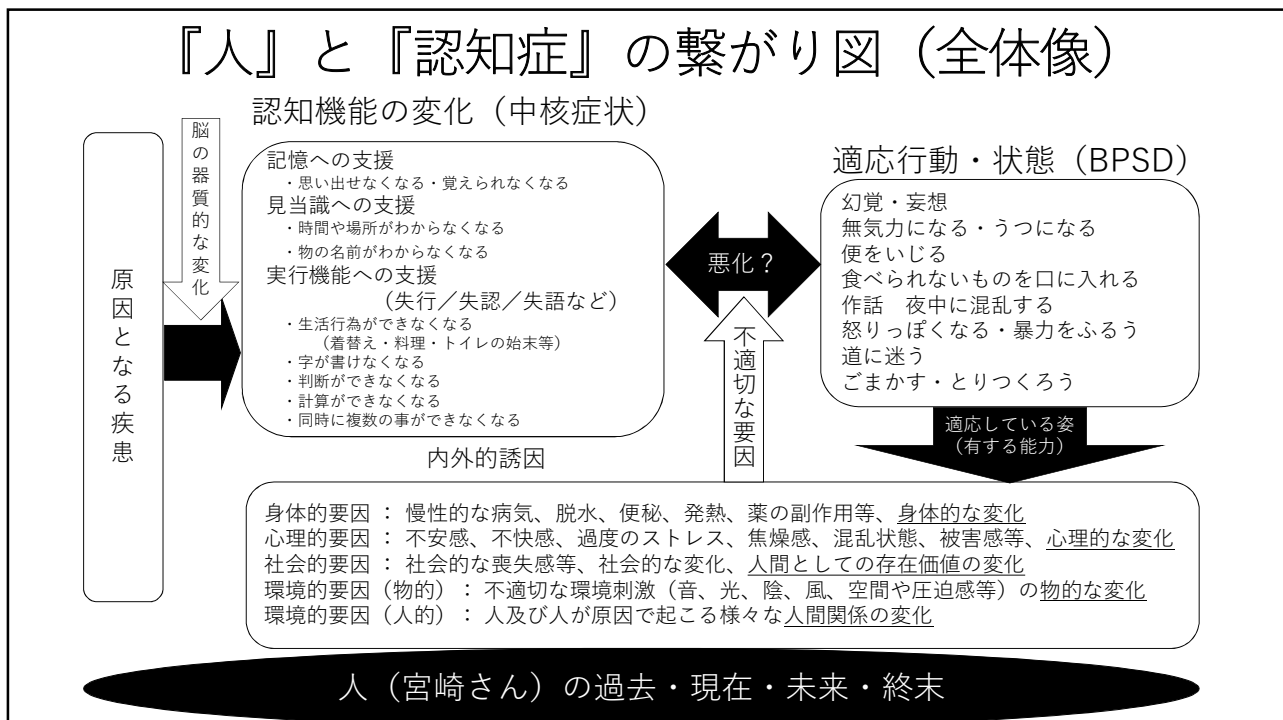 『人』と『認知症』の繋がり図（全体像）
原因となる疾患
脳の器質的な変化
認知機能の変化（中核症状）
記憶への支援
・思い出せなくなる・覚えられなくなる
見当識への支援
・時間や場所がわからなくなる
・物の名前がわからなくなる
実行機能への支援
（失行／失認／失語など）
・生活行為ができなくなる
（着替え・料理・トイレの始末等）
・字が書けなくなる
・判断ができなくなる
・計算ができなくなる
・同時に複数の事ができなくなる
悪化？
不適切な要因
適応行動・状態（BPSD）
幻覚・妄想
無気力になる・うつになる
便をいじる
食べられないものを口に入れる
作話　夜中に混乱する
怒りっぽくなる・暴力をふるう
道に迷う
ごまかす・とりつくろう
適応している姿
（有する能力）
内外的誘因
身体的要因 ： 慢性的な病気、脱水、便秘、発熱、薬の副作用等、身体的な変化
心理的要因 ： 不安感、不快感、過度のストレス、焦燥感、混乱状態、被害感等、心理的な変化
社会的要因 ： 社会的な喪失感等、社会的な変化、人間としての存在価値の変化
環境的要因（物的） ： 不適切な環境刺激（音、光、陰、風、空間や圧迫感等）の物的な変化
環境的要因（人的） ： 人及び人が原因で起こる様々な人間関係の変化
人（宮崎さん）の過去・現在・未来・終末